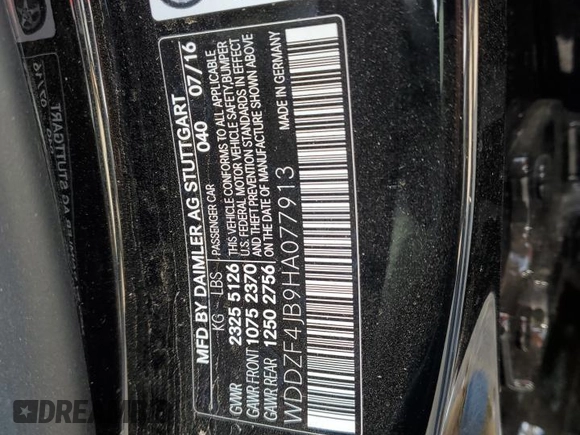 MFD BY DAIMLER AG STUTTGART
040 07/16
KG LBS PASSENGER CAR
GVWR 2325 5126 THIS VEHICLE CONFORMS TO ALL APPLICABLE
U.S. FEDERAL MOTOR VEHICLE SAFETY,BUMPER
GAWR FRONT 1075 2370 AND THEFT PREVENTION STANDARDS IN EFFECT
GAWR REAR 1250 2756 ON THE DATE OF MANUFACTURE SHOWN ABOVE
WDDZF4JB9HA077913 MADE IN GERMANY
DREAMBID